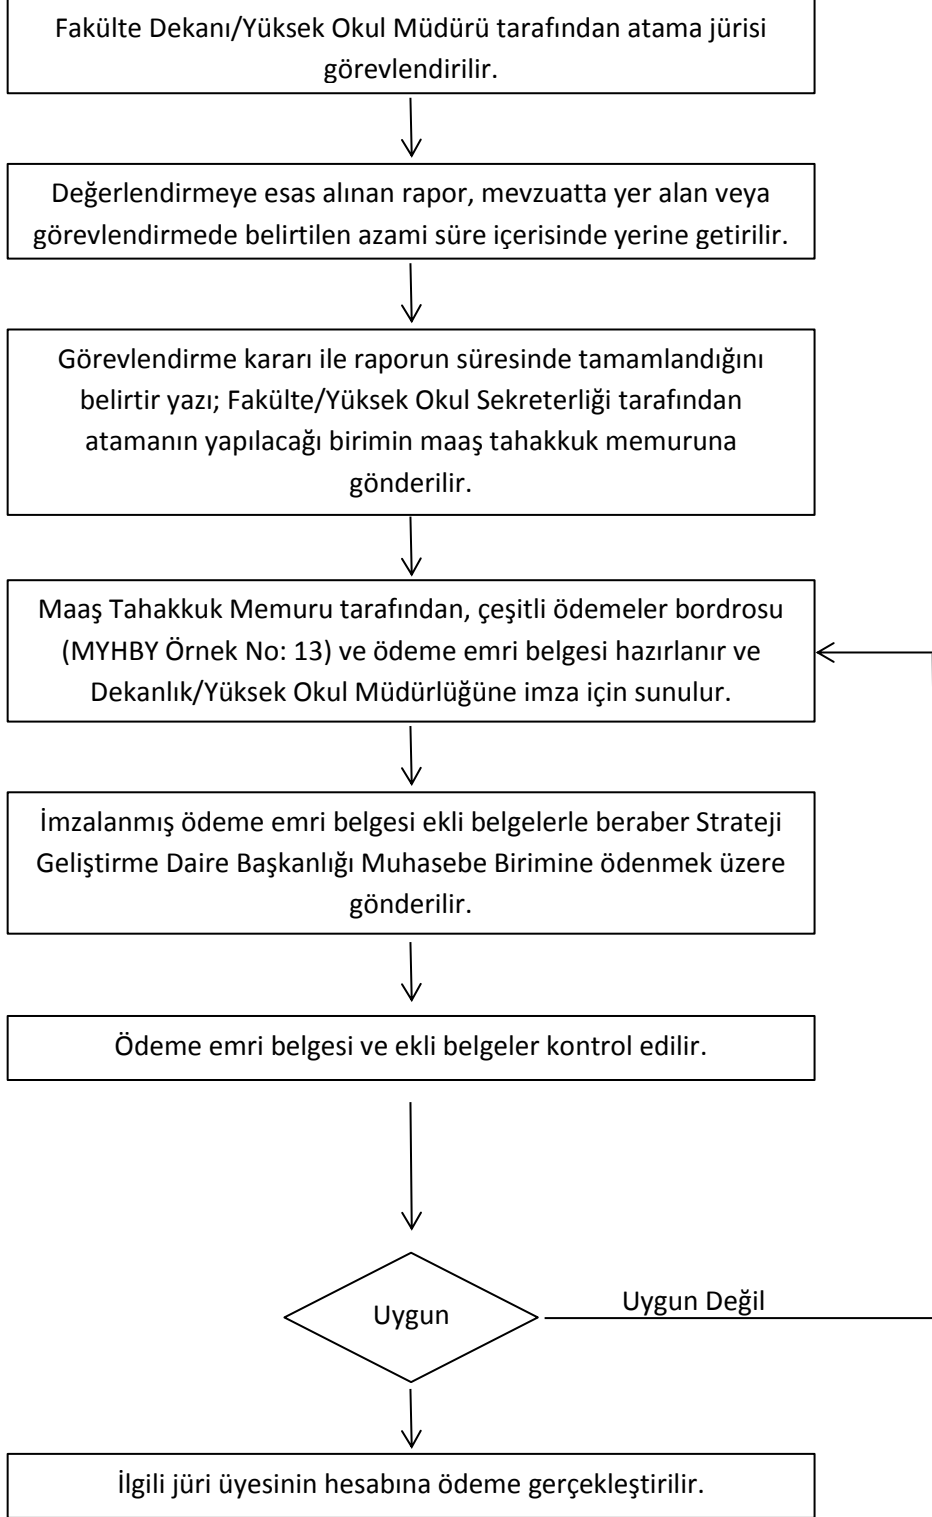 Fakülte Dekanı/Yüksek Okul Müdürü tarafından atama jürisi
görevlendirilir.
Değerlendirmeye esas alınan rapor, mevzuatta yer alan veya
görevlendirmede belirtilen azami süre içerisinde yerine getirilir.
Görevlendirme kararı ile raporun süresinde tamamlandığını
belirtir yazı; Fakülte/Yüksek Okul Sekreterliği tarafından
atamanın yapılacağı birimin maaş tahakkuk memuruna
gönderilir.
Maaş Tahakkuk Memuru tarafından, çeşitli ödemeler bordrosu
(MYHBY Örnek No: 13) ve ödeme emri belgesi hazırlanır ve
Dekanlık/Yüksek Okul Müdürlüğüne imza için sunulur.
İmzalanmış ödeme emri belgesi ekli belgelerle beraber Strateji
Geliştirme Daire Başkanlığı Muhasebe Birimine ödenmek üzere
gönderilir.
Ödeme emri belgesi ve ekli belgeler kontrol edilir.
Uygun
Uygun Değil
İlgili jüri üyesinin hesabına ödeme gerçekleştirilir.